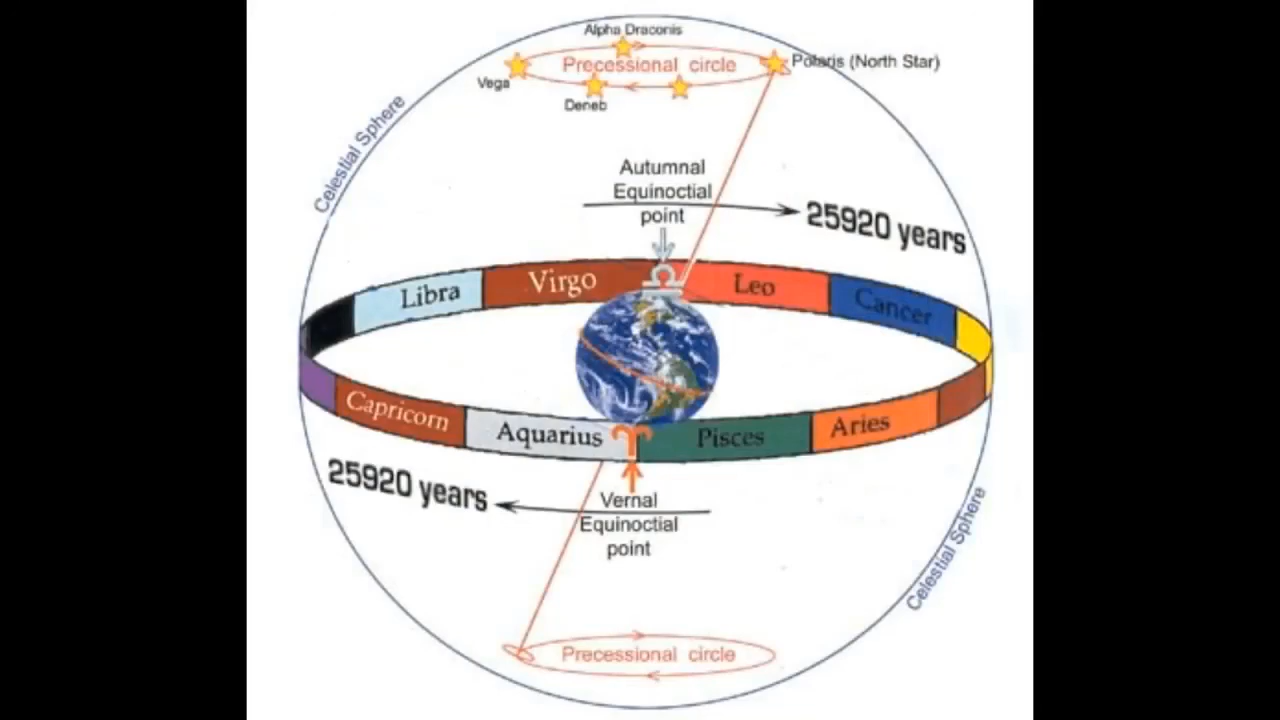 Alpha Draconis
Precessional circle
Polaris (North Star)
Vega
Deneb
Celestial Sphere
Autumnal
Equinoctial
point
25920 years
Libra
Virgo
Leo
Cancer
Capricorn
Aquarius
Pisces
Aries
25920 years
Vernal
Equinoctial
point
Celestial Sphere
Precessional circle